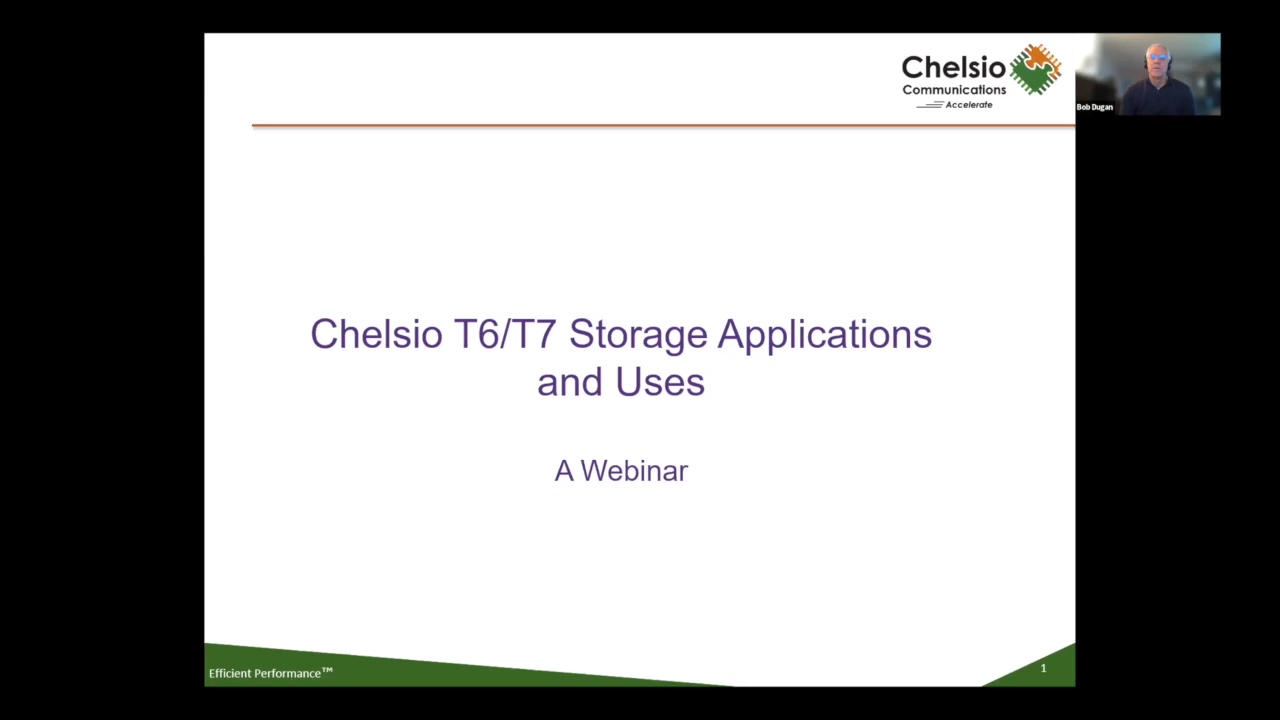 Chelsio
Communications
Accelerate
Bob Dugan
Chelsio T6/T7 Storage Applications
and Uses
A Webinar
Efficient Performance™
1